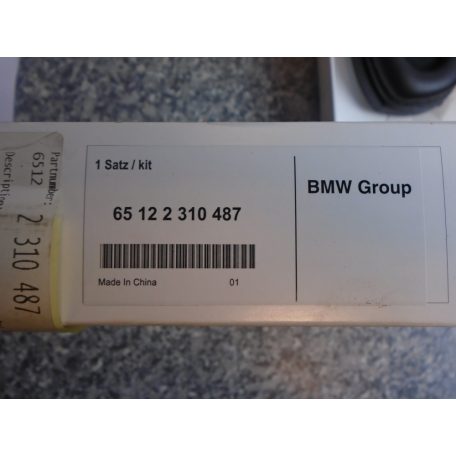 1 Satz / kit
65 12 2 310 487
Made In China 01
BMW Group
Partnumber:
6512 2 310 487
Description: